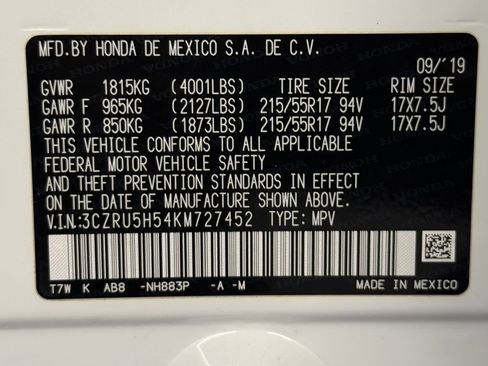 MFD.BY HONDA DE MEXICO S.A. DE C.V.
09/'19
GVWR 1815KG (4001LBS) TIRE SIZE RIM SIZE
GAWR F 965KG (2127LBS) 215/55R17 94V 17X7.5J
GAWR R 850KG (1873LBS) 215/55R17 94V 17X7.5J
THIS VEHICLE CONFORMS TO ALL APPLICABLE
FEDERAL MOTOR VEHICLE SAFETY
AND THEFT PREVENTION STANDARDS IN EFFECT
ON THE DATE OF MANUFACTURE SHOWN ABOVE.
V.I.N:3CZRU5H54KM727452 TYPE: MPV
T7W K AB8 -NH883P -A -M MADE IN MEXICO